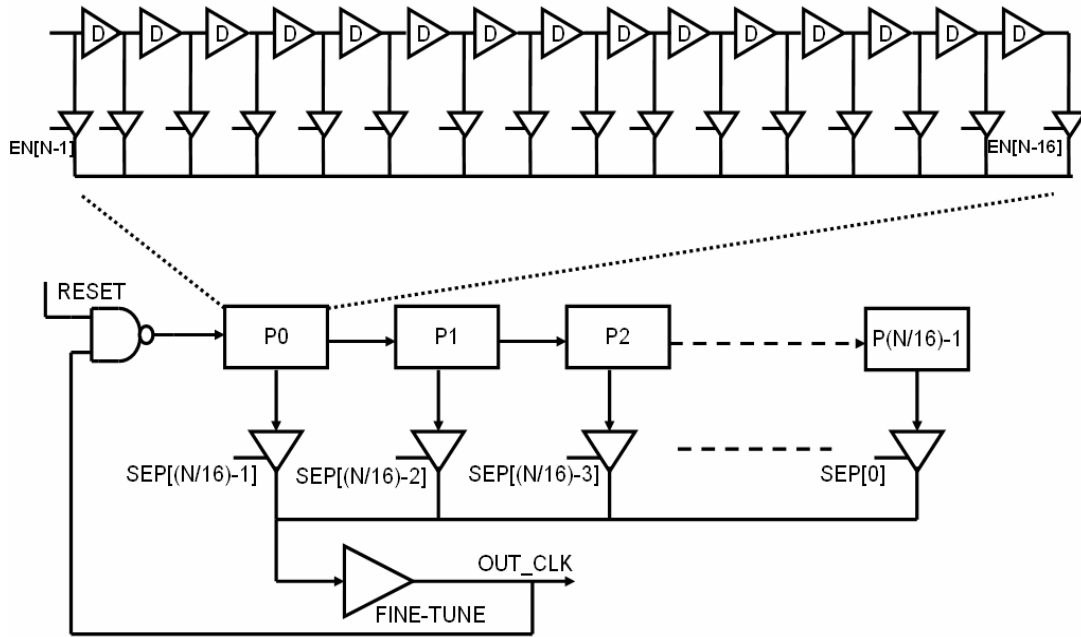 D D D D D D D D D D D D D D D
EN[N-1] EN[N-16]
RESET
P0 P1 P2 P(N/16)-1
SEP[(N/16)-1] SEP[(N/16)-2] SEP[(N/16)-3] SEP[0]
OUT_CLK
FINE-TUNE